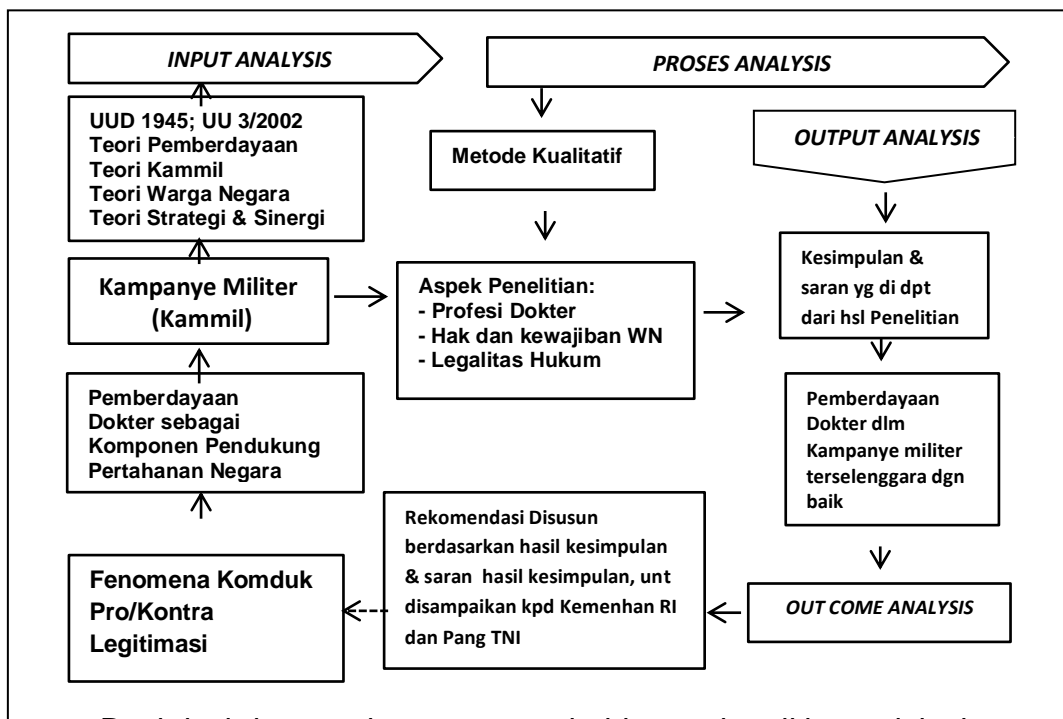 INPUT ANALYSIS
PROSES ANALYSIS
UUD 1945; UU 3/2002
Teori Pemberdayaan
Teori Kammil
Teori Warga Negara
Teori Strategi & Sinergi
Metode Kualitatif
OUTPUT ANALYSIS
Kampanye Militer
(Kammil)
Aspek Penelitian:
- Profesi Dokter
- Hak dan kewajiban WN
- Legalitas Hukum
Kesimpulan &
saran yg di dpt
dari hsl Penelitian
Pemberdayaan
Dokter sebagai
Komponen Pendukung
Pertahanan Negara
Pemberdayaan
Dokter dlm
Kampanye militer
terselenggara dgn
baik
Fenomena Komduk
Pro/Kontra
Legitimasi
Rekomendasi Disusun
berdasarkan hasil kesimpulan
& saran hasil kesimpulan, unt
disampaikan kpd Kemenhan RI
dan Pang TNI
OUT COME ANALYSIS